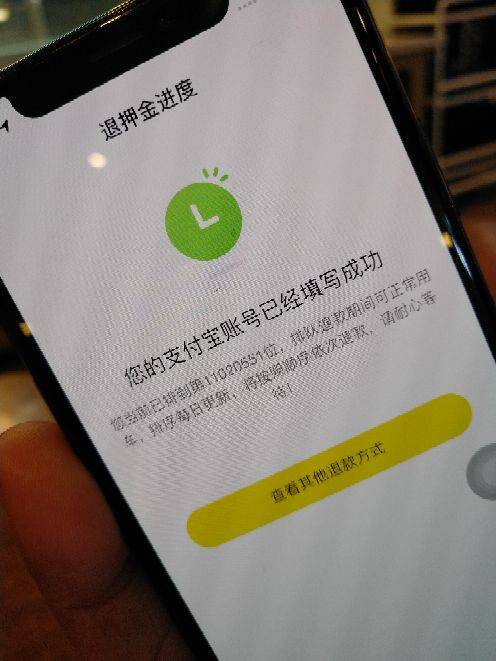 退押金进度
您的支付宝账号已经填写成功
您当前已排到第1102051位，排队退款期间可正常用
车，排序每日更新，将按照顺序依次退款，请耐心等
待！
查看其他退款方式